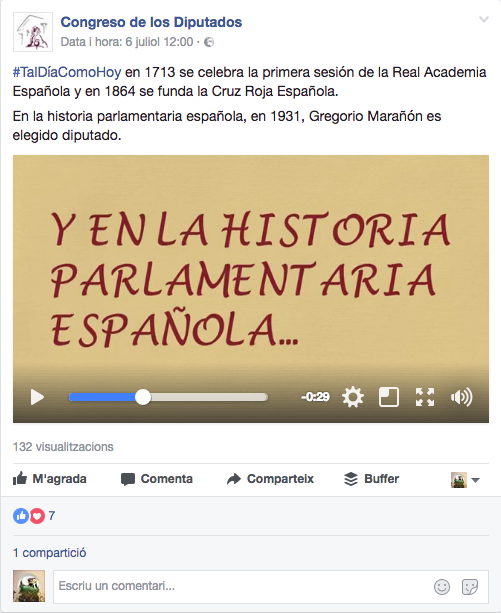 Congreso de los Diputados
Data i hora: 6 juliol 12:00 ·
#TalDíaComoHoy en 1713 se celebra la primera sesión de la Real Academia
Española y en 1864 se funda la Cruz Roja Española.
En la historia parlamentaria española, en 1931, Gregorio Marañón es
elegido diputado.
Y EN LA HISTORIA
PARLAMENTARIA
ESPAÑOLA...
-0:29
132 visualitzacions
M'agrada Comenta Comparteix Buffer
7
1 compartició
Escriu un comentari...